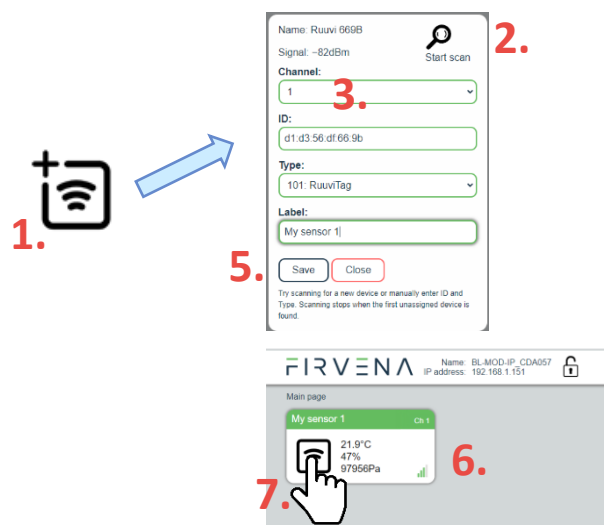 Name: Ruuvi 669B
2.
Signal: -82dBm
Start scan
Channel:
1
3.
ID:
d1:d3:56:df:66:9b
Type:
101: RuuviTag
1.
Label:
My sensor 1
5.
Save Close
Try scanning for a new device or manually enter ID and
Type. Scanning stops when the first unassigned device is
found.
FIRVENA
Name: BL-MOD-IP_CDA057
IP address: 192.168.1.151
Main page
My sensor 1 Ch 1
21.9°C
47%
97956Pa
6.
7.